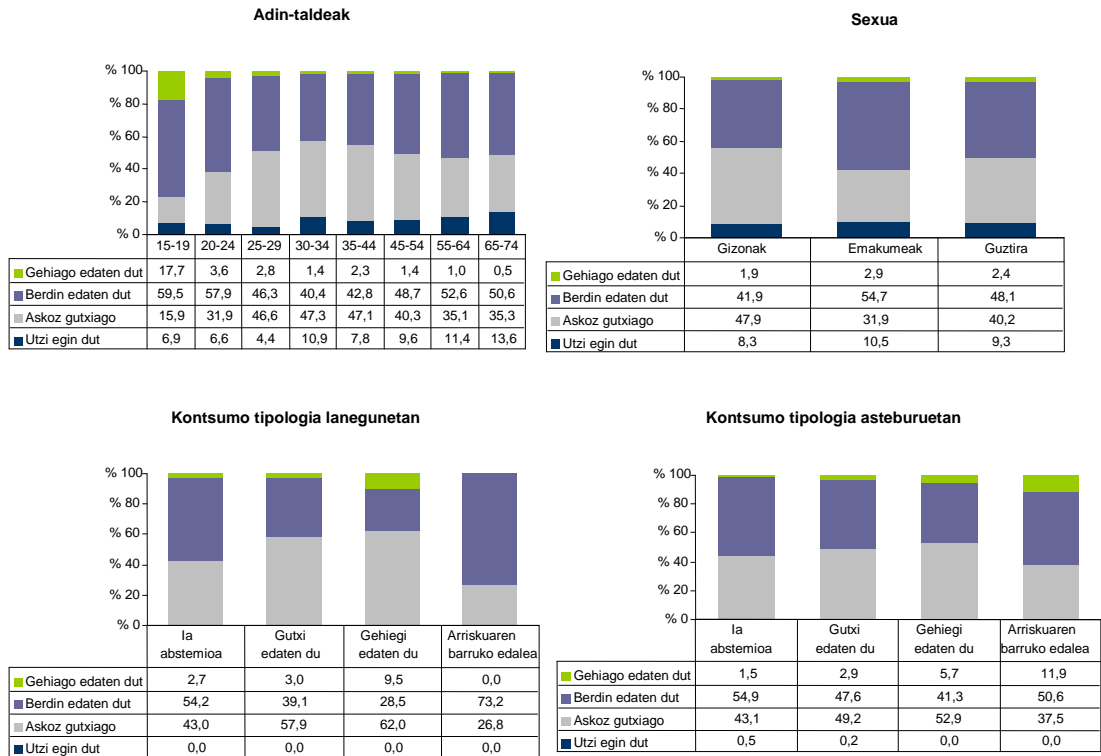 Adin-taldeak
% 100
% 80
% 60
% 40
% 20
% 0
15-19 20-24 25-29 30-34 35-44 45-54 55-64 65-74
Gehiago edaten dut 17,7 3,6 2,8 1,4 2,3 1,4 1,0 0,5
Berdin edaten dut 59,5 57,9 46,3 40,4 42,8 48,7 52,6 50,6
Askoz gutxiago 15,9 31,9 46,6 47,3 47,1 40,3 35,1 35,3
Utzi egin dut 6,9 6,6 4,4 10,9 7,8 9,6 11,4 13,6
Sexua
% 100
% 80
% 60
% 40
% 20
% 0
Gizonak Emakumeak Guztira
Gehiago edaten dut 1,9 2,9 2,4
Berdin edaten dut 41,9 54,7 48,1
Askoz gutxiago 47,9 31,9 40,2
Utzi egin dut 8,3 10,5 9,3
Kontsumo tipologia lanegunetan
% 100
% 80
% 60
% 40
% 20
% 0
Ia Gutxi Gehiegi Arriskuaren
abstemioa edaten du edaten du barruko edalea
Gehiago edaten dut 2,7 3,0 9,5 0,0
Berdin edaten dut 54,2 39,1 28,5 73,2
Askoz gutxiago 43,0 57,9 62,0 26,8
Utzi egin dut 0,0 0,0 0,0 0,0
Kontsumo tipologia asteburuetan
% 100
% 80
% 60
% 40
% 20
% 0
Ia Gutxi Gehiegi Arriskuaren
abstemioa edaten du edaten du barruko edalea
Gehiago edaten dut 1,5 2,9 5,7 11,9
Berdin edaten dut 54,9 47,6 41,3 50,6
Askoz gutxiago 43,1 49,2 52,9 37,5
Utzi egin dut 0,5 0,2 0,0 0,0